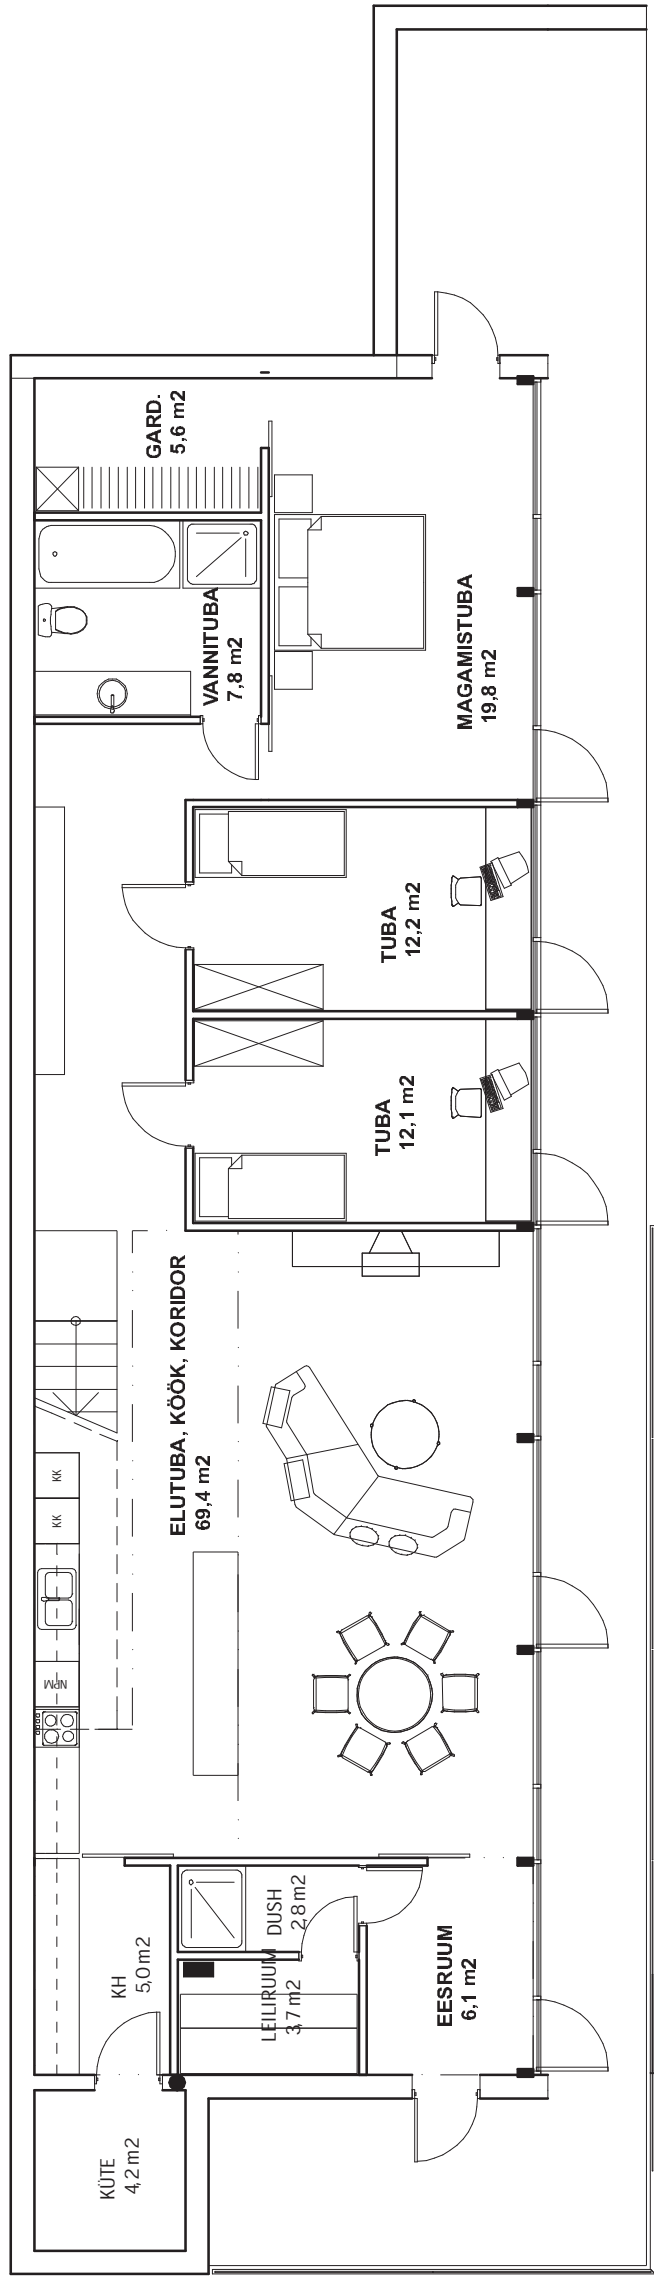 GARD.
5,6 m2
VANNITUBA
7,8 m2
MAGAMISTUBA
19,8 m2
TUBA
12,2 m2
TUBA
12,1 m2
ELUTUBA, KÖÖK, KORIDOR
69,4 m2
KK
KK
NPM
DUSH
2,8 m2
KH
5,0 m2
LEILIRUUM
3,7 m2
EESRUUM
6,1 m2
KÜTE
4,2 m2